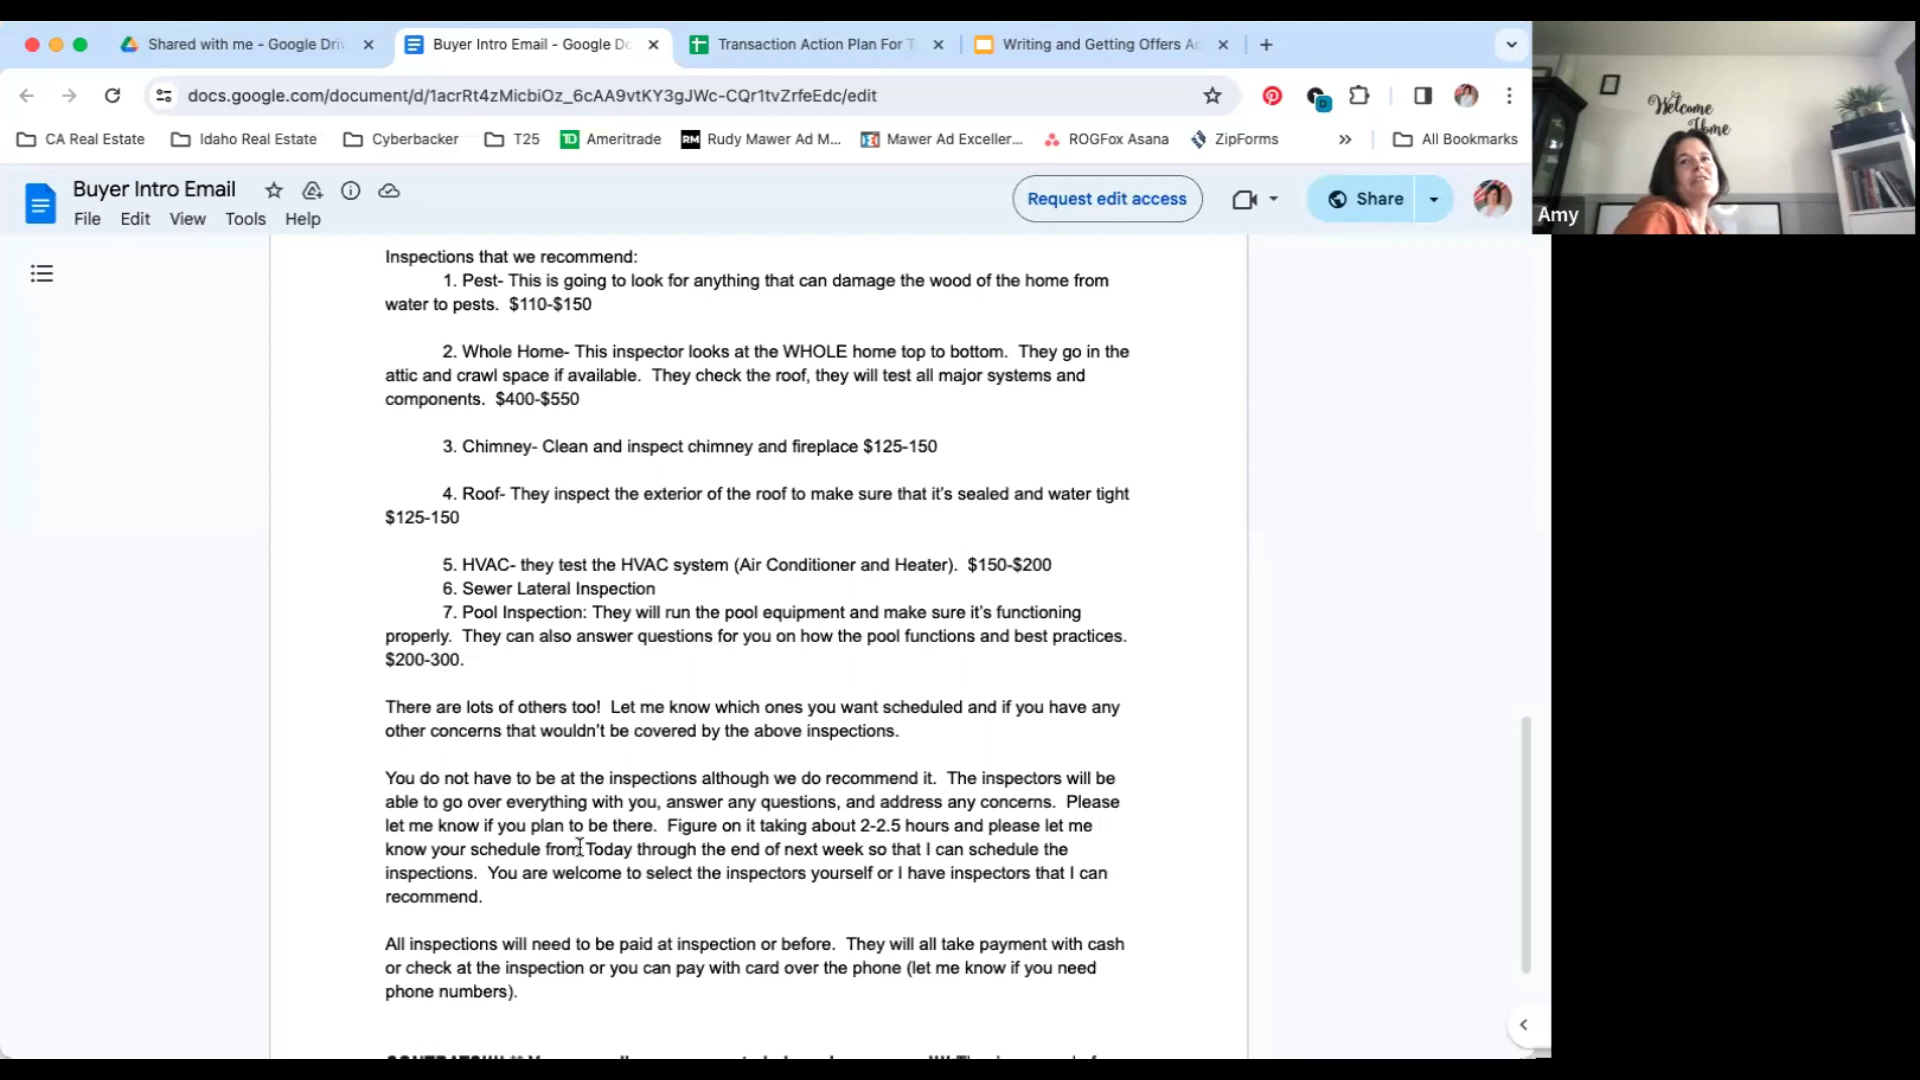 Shared with me - Google Dri
Buyer Intro Email - Google Do
Transaction Action Plan For T
Writing and Getting Offers Ac
docs.google.com/document/d/1acrRt4zMicbiOz_6cAA9vtKY3gJWc-CQr1tvZrfeEdc/edit
CA Real Estate
Idaho Real Estate
Cyberbacker
T25
Ameritrade
RM Rudy Mawer Ad M...
Mawer Ad Exceller...
ROGFox Asana
ZipForms
All Bookmarks
Welcome
Home
Amy
Buyer Intro Email
File Edit View Tools Help
Request edit access
Share
Inspections that we recommend:
1. Pest- This is going to look for anything that can damage the wood of the home from
water to pests. $110-$150
2. Whole Home- This inspector looks at the WHOLE home top to bottom. They go in the
attic and crawl space if available. They check the roof, they will test all major systems and
components. $400-$550
3. Chimney- Clean and inspect chimney and fireplace $125-150
4. Roof- They inspect the exterior of the roof to make sure that it's sealed and water tight
$125-150
5. HVAC- they test the HVAC system (Air Conditioner and Heater). $150-$200
6. Sewer Lateral Inspection
7. Pool Inspection: They will run the pool equipment and make sure it's functioning
properly. They can also answer questions for you on how the pool functions and best practices.
$200-300.
There are lots of others too! Let me know which ones you want scheduled and if you have any
other concerns that wouldn't be covered by the above inspections.
You do not have to be at the inspections although we do recommend it. The inspectors will be
able to go over everything with you, answer any questions, and address any concerns. Please
let me know if you plan to be there. Figure on it taking about 2-2.5 hours and please let me
know your schedule from Today through the end of next week so that I can schedule the
inspections. You are welcome to select the inspectors yourself or I have inspectors that I can
recommend.
All inspections will need to be paid at inspection or before. They will all take payment with cash
or check at the inspection or you can pay with card over the phone (let me know if you need
phone numbers).